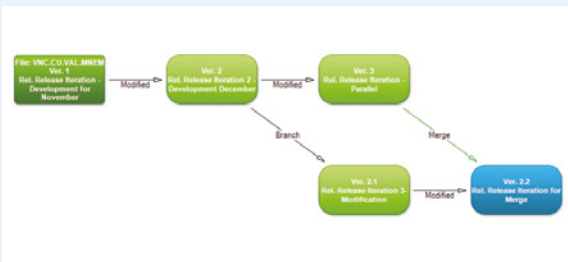 File: VNC.CU.VAL.MNEM
Ver. 1
Rel. Release Iteration -
Development for
November
Modified
Ver. 2
Rel. Release Iteration 2 -
Development December
Modified
Ver. 3
Rel. Release Iteration -
Parallel
Branch
Merge
Ver. 2.1
Rel. Release Iteration 3-
Modification
Modified
Ver. 2.2
Rel. Release Iteration for
Merge